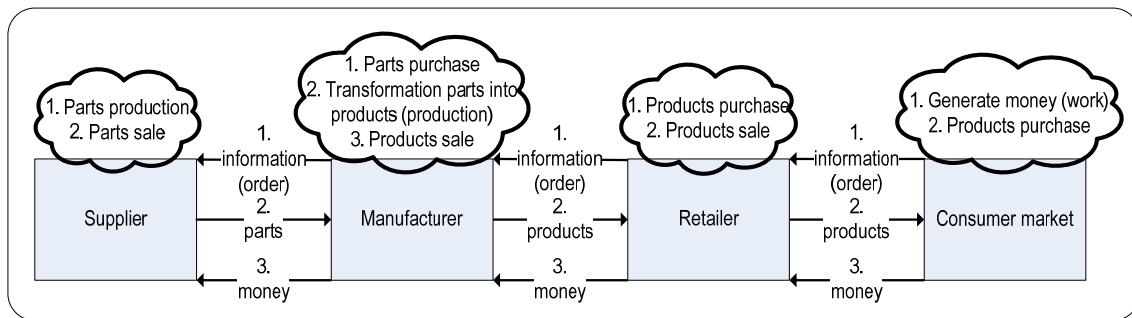 1. Parts production
2. Parts sale
1. Parts purchase
2. Transformation parts into
products (production)
3. Products sale
1. Products purchase
2. Products sale
1. Generate money (work)
2. Products purchase
Supplier
1.
information
(order)
2.
parts
3.
money
Manufacturer
1.
information
(order)
2.
products
3.
money
Retailer
1.
information
(order)
2.
products
3.
money
Consumer market